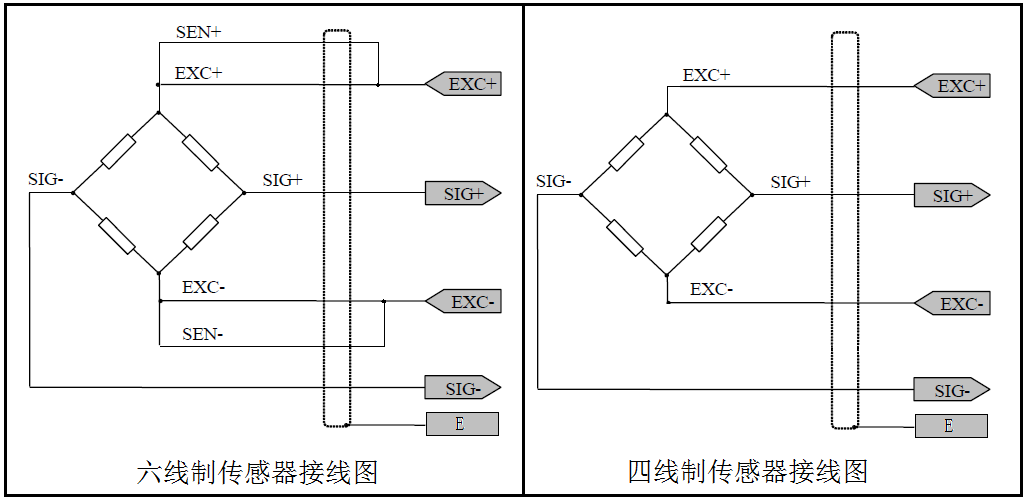 SEN+
EXC+
EXC+
SIG-
SIG+
SIG+
EXC-
EXC-
SEN-
SIG-
E
六线制传感器接线图
EXC+
EXC+
SIG-
SIG+
SIG+
EXC-
EXC-
SIG-
E
四线制传感器接线图